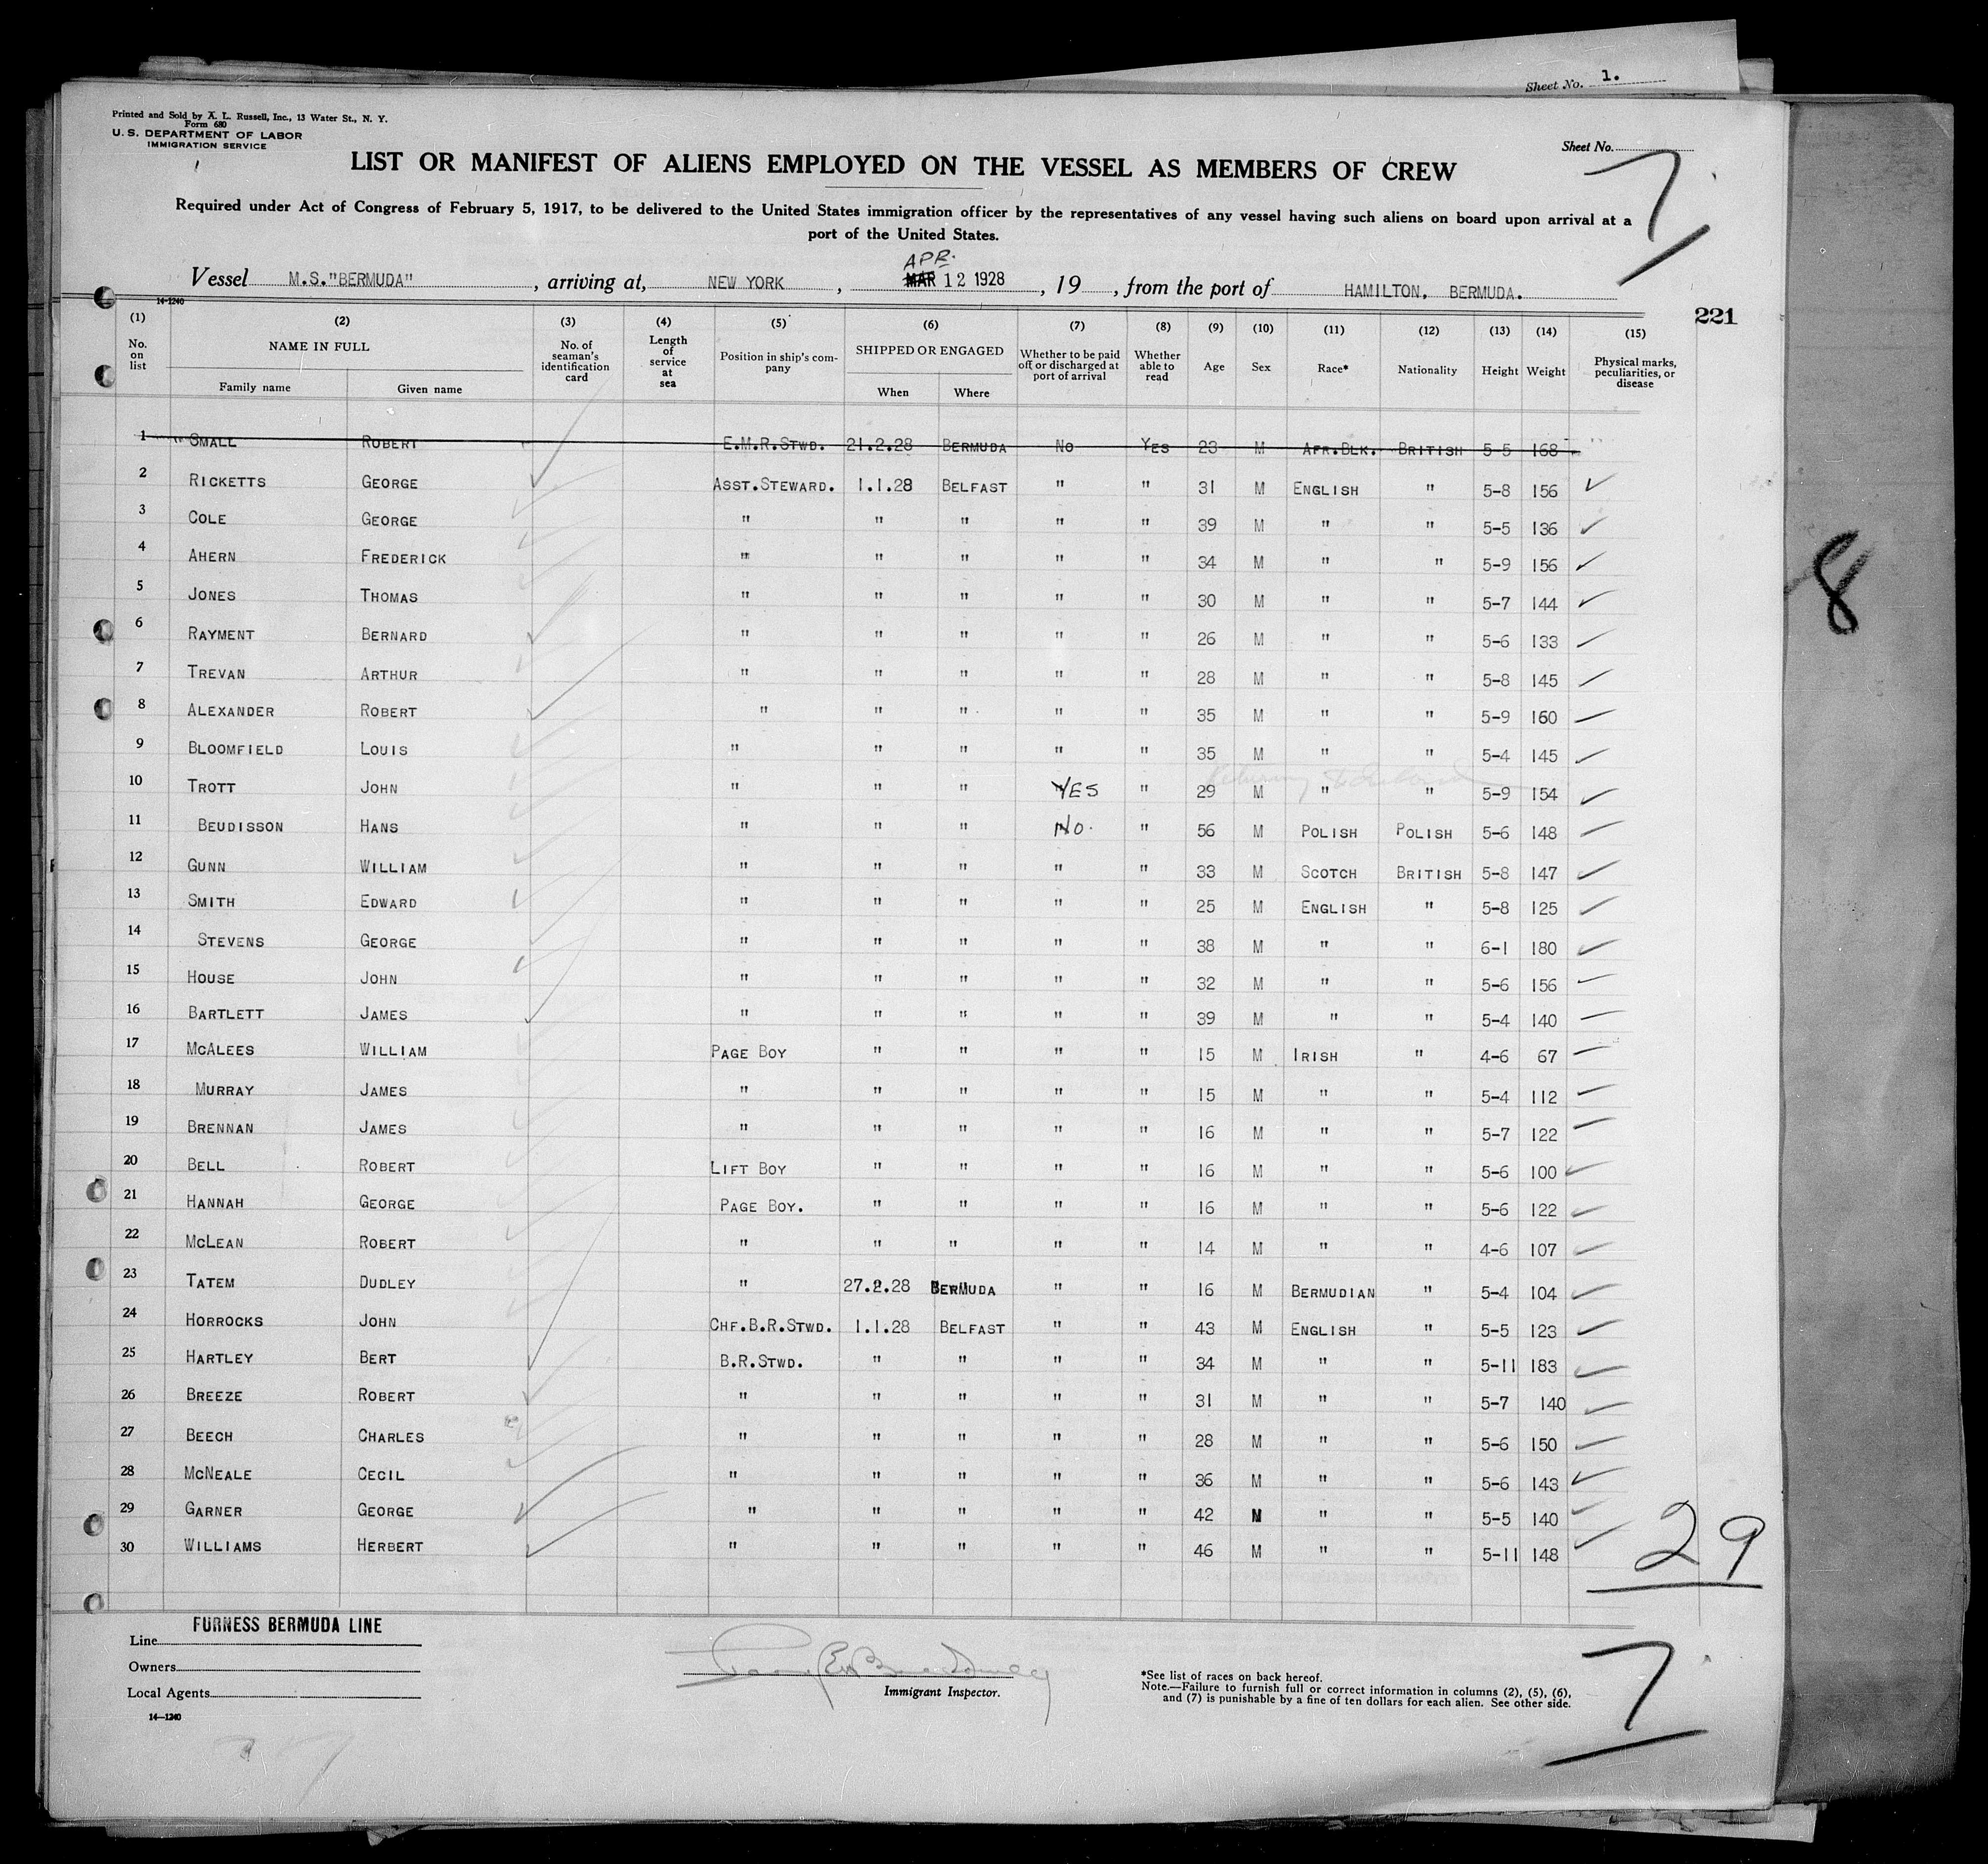 Sheet No. 1.
Printed and Sold by A. L. Russell, Inc., 13 Water St., N. Y.
Form 680
U. S. DEPARTMENT OF LABOR
IMMIGRATION SERVICE
Sheet No. 7
LIST OR MANIFEST OF ALIENS EMPLOYED ON THE VESSEL AS MEMBERS OF CREW
Required under Act of Congress of February 5, 1917, to be delivered to the United States immigration officer by the representatives of any vessel having such aliens on board upon arrival at a
port of the United States.
APR.
Vessel M.S."BERMUDA" , arriving at, NEW YORK , MAR 12 1928 , 19 , from the port of HAMILTON, BERMUDA.
14-1240
221
(1) (2) (3) (4) (5) (6) (7) (8) (9) (10) (11) (12) (13) (14) (15)
No. on list NAME IN FULL Family name Given name No. of seaman's identification card Length of service at sea Position in ship's company SHIPPED OR ENGAGED When Where Whether to be paid off or discharged at port of arrival Whether able to read Age Sex Race* Nationality Height Weight Physical marks, peculiarities, or disease
1 SMALL ROBERT E.M.R.STWD. 21.2.28 BERMUDA NO YES 23 M AFR.BLK. BRITISH 5-5 168
2 RICKETTS GEORGE ASST.STEWARD. 1.1.28 BELFAST " " 31 M ENGLISH " 5-8 156
3 COLE GEORGE " " " " " 39 M " " 5-5 136
4 AHERN FREDERICK " " " " " 34 M " " 5-9 156
5 JONES THOMAS " " " " " 30 M " " 5-7 144
6 RAYMENT BERNARD " " " " " 26 M " " 5-6 133
7 TREVAN ARTHUR " " " " " 28 M " " 5-8 145
8 ALEXANDER ROBERT " " " " " 35 M " " 5-9 160
9 BLOOMFIELD LOUIS " " " " " 35 M " " 5-4 145
10 TROTT JOHN " " " YES " 29 M " " 5-9 154
11 BEUDISSON HANS " " " No. " 56 M POLISH POLISH 5-6 148
12 GUNN WILLIAM " " " " " 33 M SCOTCH BRITISH 5-8 147
13 SMITH EDWARD " " " " " 25 M ENGLISH " 5-8 125
14 STEVENS GEORGE " " " " " 38 M " " 6-1 180
15 HOUSE JOHN " " " " " 32 M " " 5-6 156
16 BARTLETT JAMES " " " " " 39 M " " 5-4 140
17 MCALEES WILLIAM PAGE BOY " " " " 15 M IRISH " 4-6 67
18 MURRAY JAMES " " " " " 15 M " " 5-4 112
19 BRENNAN JAMES " " " " " 16 M " " 5-7 122
20 BELL ROBERT LIFT BOY " " " " 16 M " " 5-6 100
21 HANNAH GEORGE PAGE BOY. " " " " 16 M " " 5-6 122
22 MCLEAN ROBERT " " " " " 14 M " " 4-6 107
23 TATEM DUDLEY " 27.2.28 BERMUDA " " 16 M BERMUDIAN " 5-4 104
24 HORROCKS JOHN CHF.B.R.STWD. 1.1.28 BELFAST " " 43 M ENGLISH " 5-5 123
25 HARTLEY BERT B.R.STWD. " " " " 34 M " " 5-11 183
26 BREEZE ROBERT " " " " " 31 M " " 5-7 140
27 BEECH CHARLES " " " " " 28 M " " 5-6 150
28 MCNEALE CECIL " " " " " 36 M " " 5-6 143
29 GARNER GEORGE " " " " " 42 M " " 5-5 140
30 WILLIAMS HERBERT " " " " " 46 M " " 5-11 148
8
29
FURNESS BERMUDA LINE
Line
Owners
Local Agents
14-1240
Immigrant Inspector.
*See list of races on back hereof.
Note.—Failure to furnish full or correct information in columns (2), (5), (6),
and (7) is punishable by a fine of ten dollars for each alien. See other side.
7